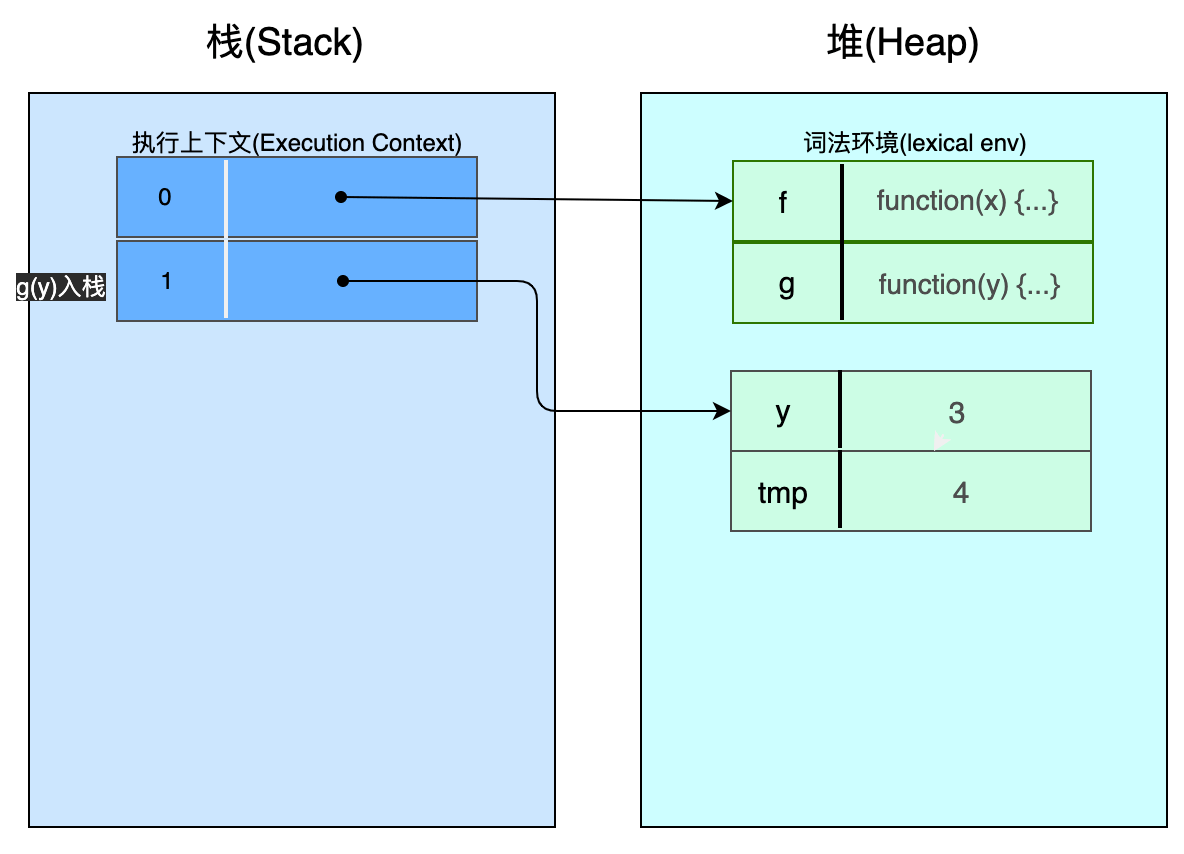 栈(Stack)
堆(Heap)
执行上下文(Execution Context)
词法环境(lexical env)
0
f
function(x) {...}
g(y)入栈
1
g
function(y) {...}
y
3
tmp
4